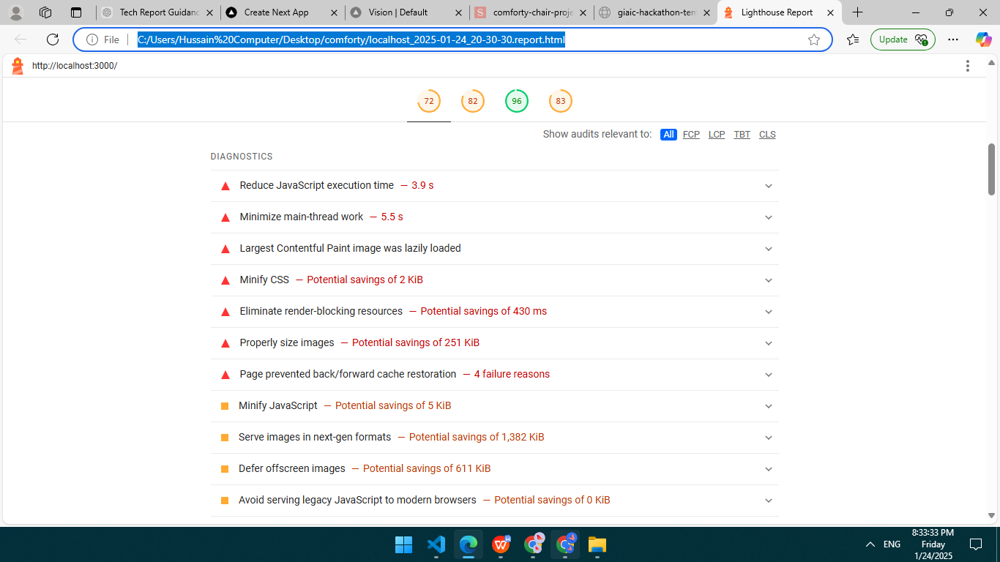 Tech Report Guidanc
Create Next App
Vision | Default
comforty-chair-proje
giaic-hackathon-tem
Lighthouse Report
File
C:/Users/Hussain%20Computer/Desktop/comforty/localhost_2025-01-24_20-30-30.report.html
Update
http://localhost:3000/
72
82
96
83
Show audits relevant to: All FCP LCP TBT CLS
DIAGNOSTICS
Reduce JavaScript execution time — 3.9 s
Minimize main-thread work — 5.5 s
Largest Contentful Paint image was lazily loaded
Minify CSS — Potential savings of 2 KiB
Eliminate render-blocking resources — Potential savings of 430 ms
Properly size images — Potential savings of 251 KiB
Page prevented back/forward cache restoration — 4 failure reasons
Minify JavaScript — Potential savings of 5 KiB
Serve images in next-gen formats — Potential savings of 1,382 KiB
Defer offscreen images — Potential savings of 611 KiB
Avoid serving legacy JavaScript to modern browsers — Potential savings of 0 KiB
ENG
8:33:33 PM
Friday
1/24/2025